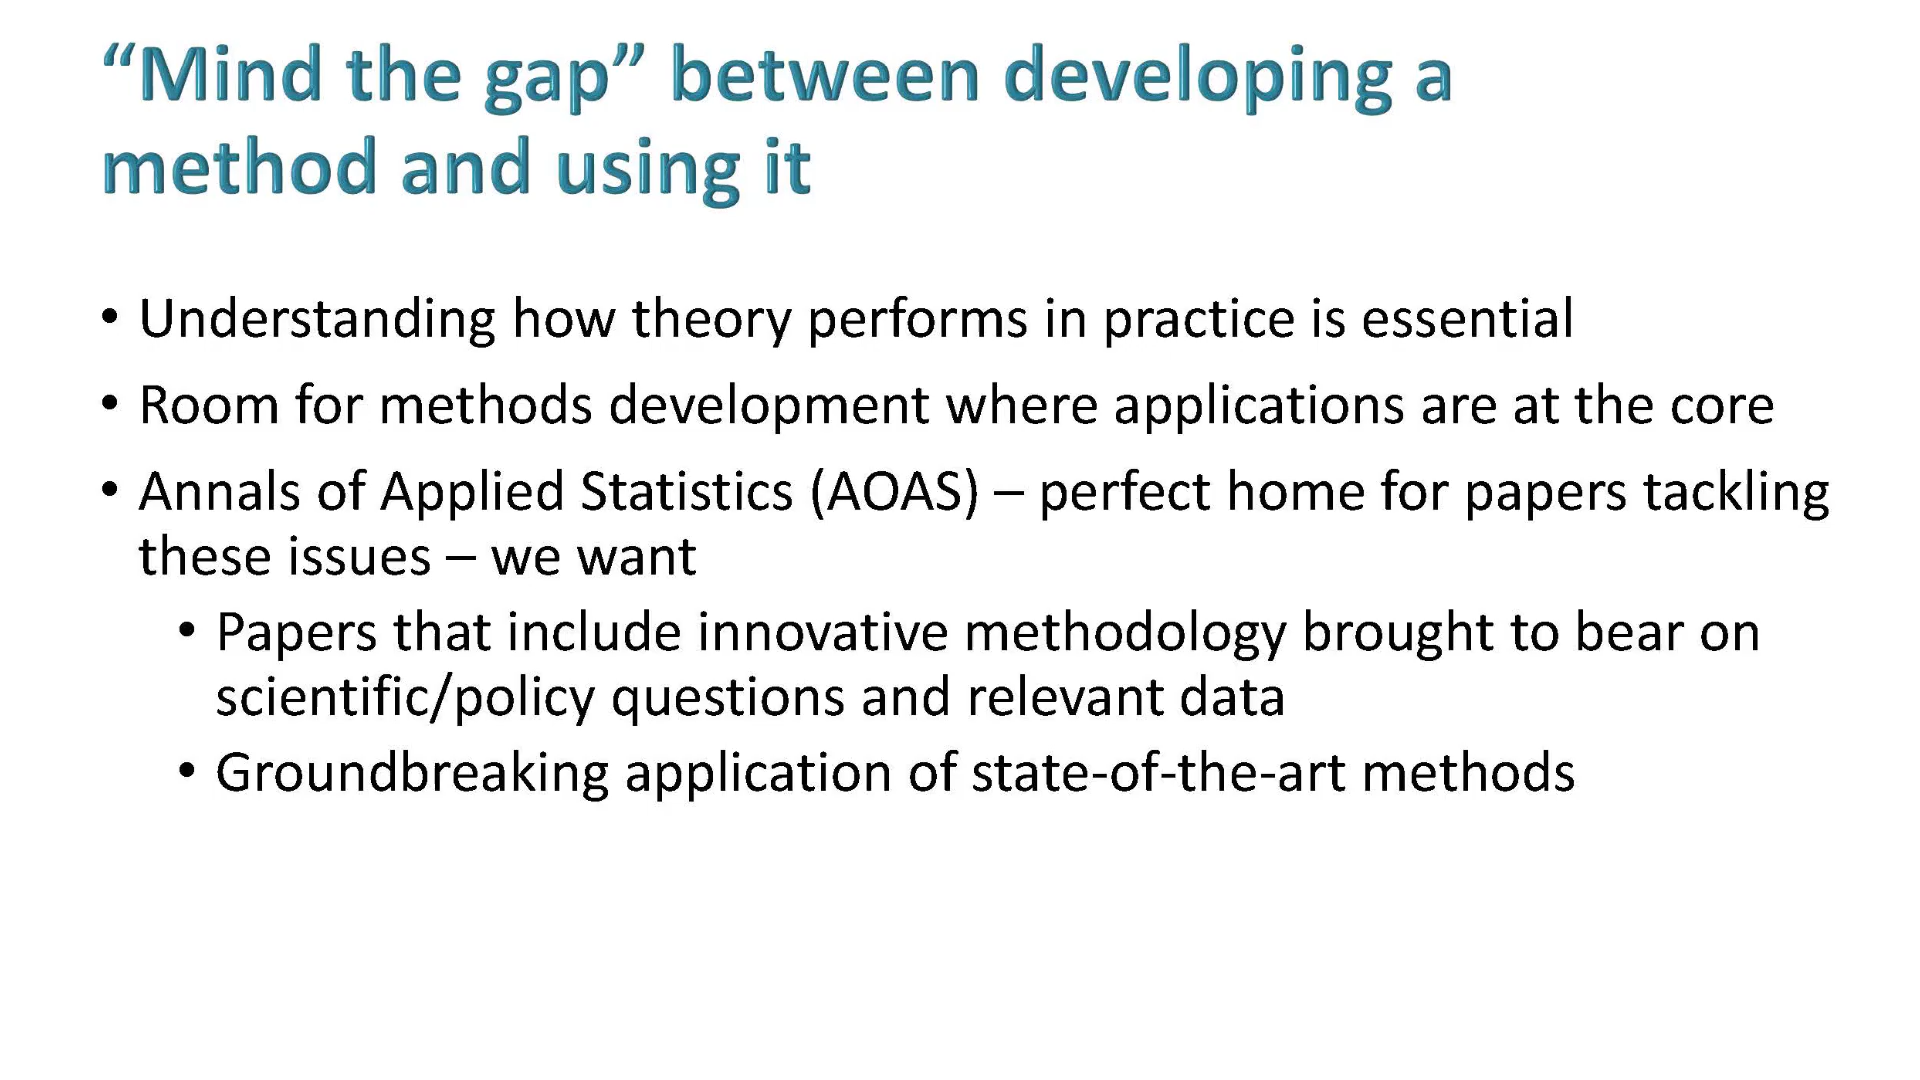 “Mind the gap” between developing a
method and using it
• Understanding how theory performs in practice is essential
• Room for methods development where applications are at the core
• Annals of Applied Statistics (AOAS) – perfect home for papers tackling
these issues – we want
• Papers that include innovative methodology brought to bear on
scientific/policy questions and relevant data
• Groundbreaking application of state-of-the-art methods